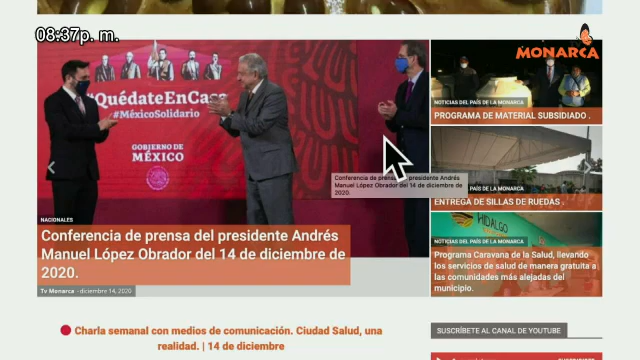 08:37p. m.
MONARCA
#QuédateEnCasa
#MéxicoSolidario
GOBIERNO DE
MÉXICO
NACIONALES
Conferencia de prensa del presidente Andrés
Manuel López Obrador del 14 de diciembre de
2020.
Tv Monarca - diciembre 14, 2020
Conferencia de prensa presidente Andrés
Manuel López Obrador del 14 de diciembre de
2020.
NOTICIAS DEL PAÍS DE LA MONARCA
PROGRAMA DE MATERIAL SUBSIDIADO .
PAÍS DE LA MONARCA
ENTREGA DE SILLAS DE RUEDAS .
HIDALGO
NOTICIAS DEL PAÍS DE LA MONARCA
Programa Caravana de la Salud, llevando
los servicios de salud de manera gratuita a
las comunidades más alejadas del
municipio.
Charla semanal con medios de comunicación. Ciudad Salud, una
realidad. | 14 de diciembre
SUSCRÍBETE AL CANAL DE YOUTUBE